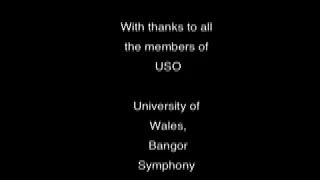 With thanks to all
the members of
USO
University of
Wales,
Bangor
Symphony